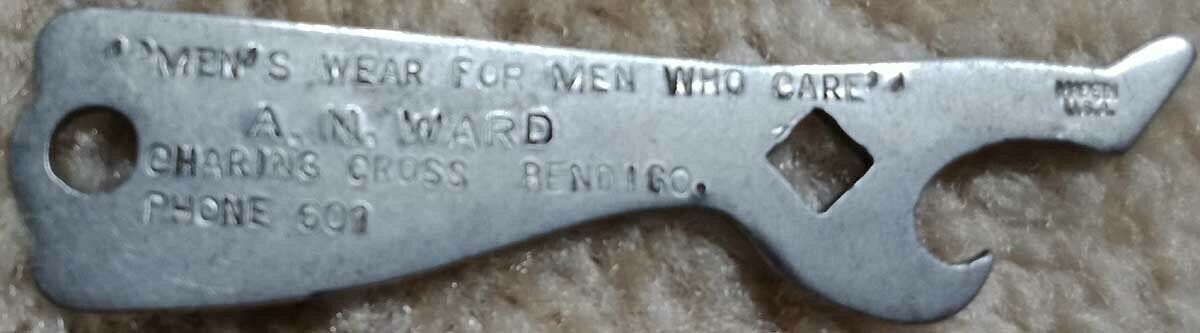 "MEN'S WEAR FOR MEN WHO CARE"
A. N. WARD
CHARING CROSS BENDIGO.
PHONE 601
MADE IN
U.S.A.